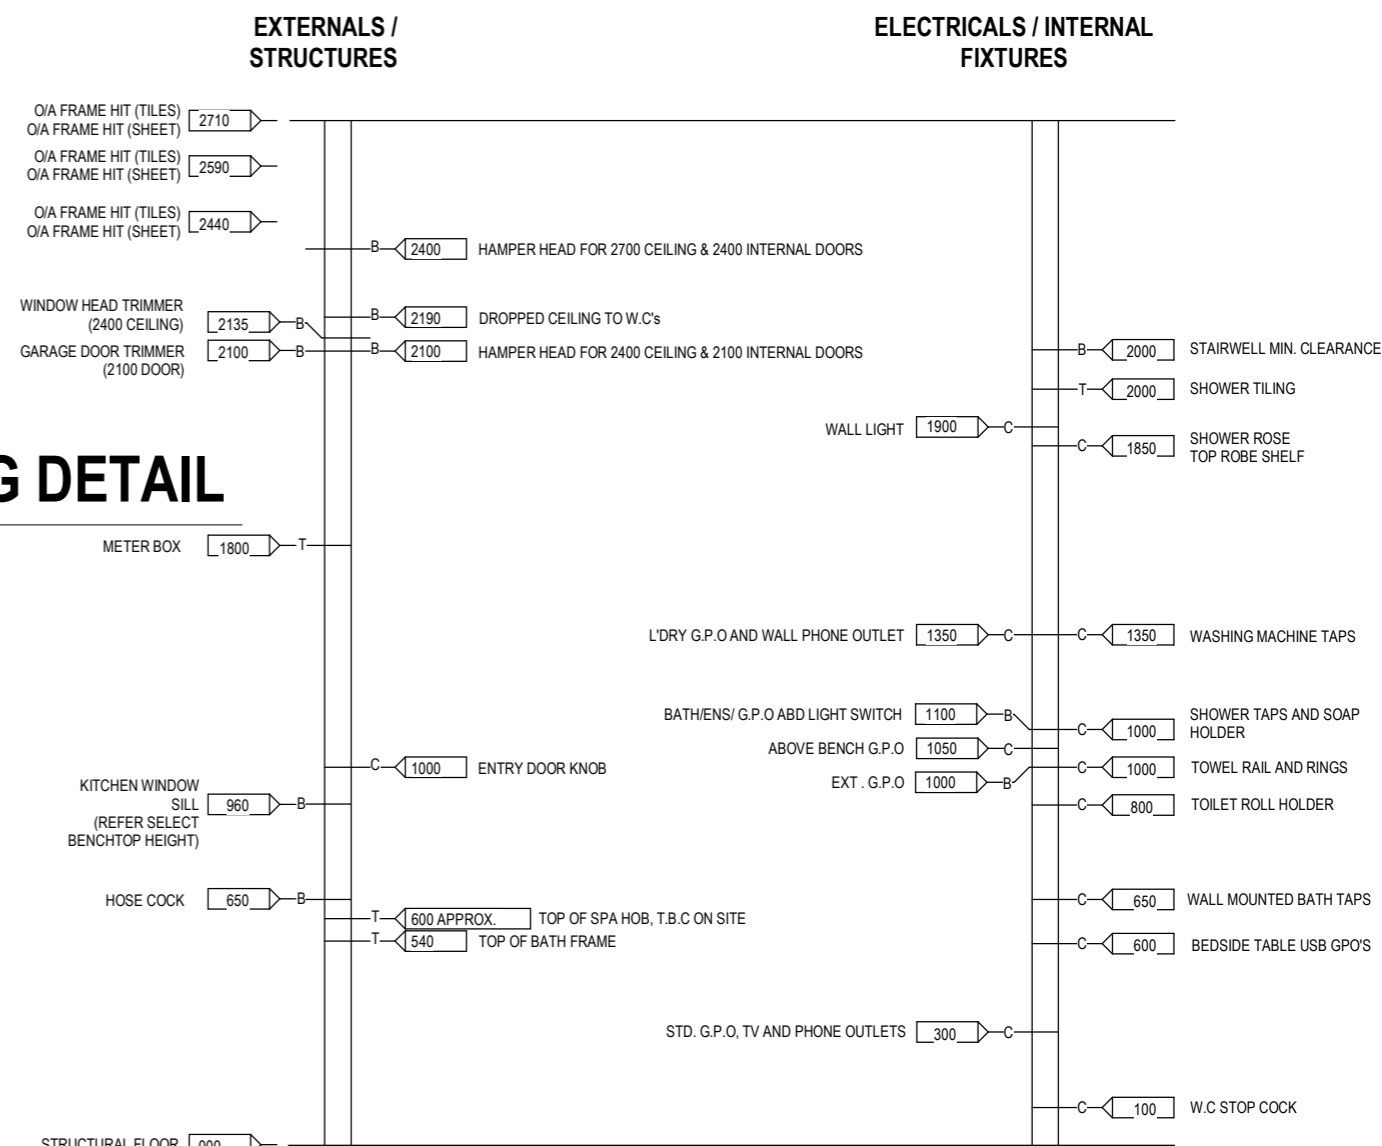 EXTERNALS /
STRUCTURES
ELECTRICALS / INTERNAL
FIXTURES
O/A FRAME HIT (TILES)
O/A FRAME HIT (SHEET)
2710
O/A FRAME HIT (TILES)
O/A FRAME HIT (SHEET)
2590
O/A FRAME HIT (TILES)
O/A FRAME HIT (SHEET)
2440
B 2400 HAMPER HEAD FOR 2700 CEILING & 2400 INTERNAL DOORS
WINDOW HEAD TRIMMER
(2400 CEILING)
2135 B
B 2190 DROPPED CEILING TO W.C's
GARAGE DOOR TRIMMER
(2100 DOOR)
2100 B
B 2100 HAMPER HEAD FOR 2400 CEILING & 2100 INTERNAL DOORS
B 2000 STAIRWELL MIN. CLEARANCE
T 2000 SHOWER TILING
WALL LIGHT 1900 C
C 1850 SHOWER ROSE
TOP ROBE SHELF
G DETAIL
METER BOX 1800 T
L'DRY G.P.O AND WALL PHONE OUTLET 1350 C
C 1350 WASHING MACHINE TAPS
BATH/ENS/ G.P.O ABD LIGHT SWITCH 1100 B
C 1000 SHOWER TAPS AND SOAP
HOLDER
ABOVE BENCH G.P.O 1050 C
C 1000 ENTRY DOOR KNOB
EXT . G.P.O 1000 B
C 1000 TOWEL RAIL AND RINGS
KITCHEN WINDOW
SILL
(REFER SELECT
BENCHTOP HEIGHT)
960 B
C 800 TOILET ROLL HOLDER
HOSE COCK 650 B
C 650 WALL MOUNTED BATH TAPS
T 600 APPROX. TOP OF SPA HOB, T.B.C ON SITE
T 540 TOP OF BATH FRAME
C 600 BEDSIDE TABLE USB GPO'S
STD. G.P.O, TV AND PHONE OUTLETS 300 C
C 100 W.C STOP COCK
STRUCTURAL FLOOR 000